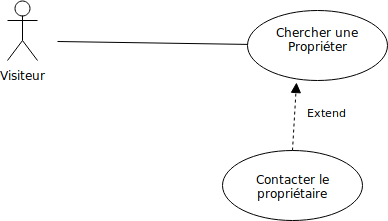 Chercher une
Propriéter
Visiteur
Extend
Contacter le
propriétaire